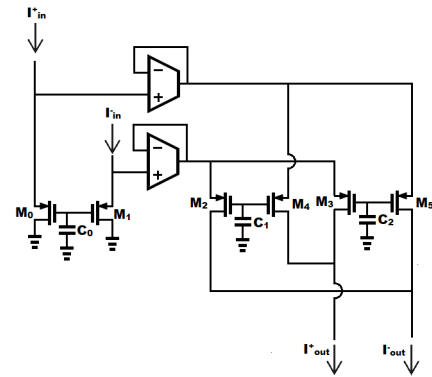 I⁺in
−
+
I⁻in
−
+
M₀
C₀
M₁
M₂
C₁
M₄
M₃
C₂
M₅
I⁺out
I⁻out